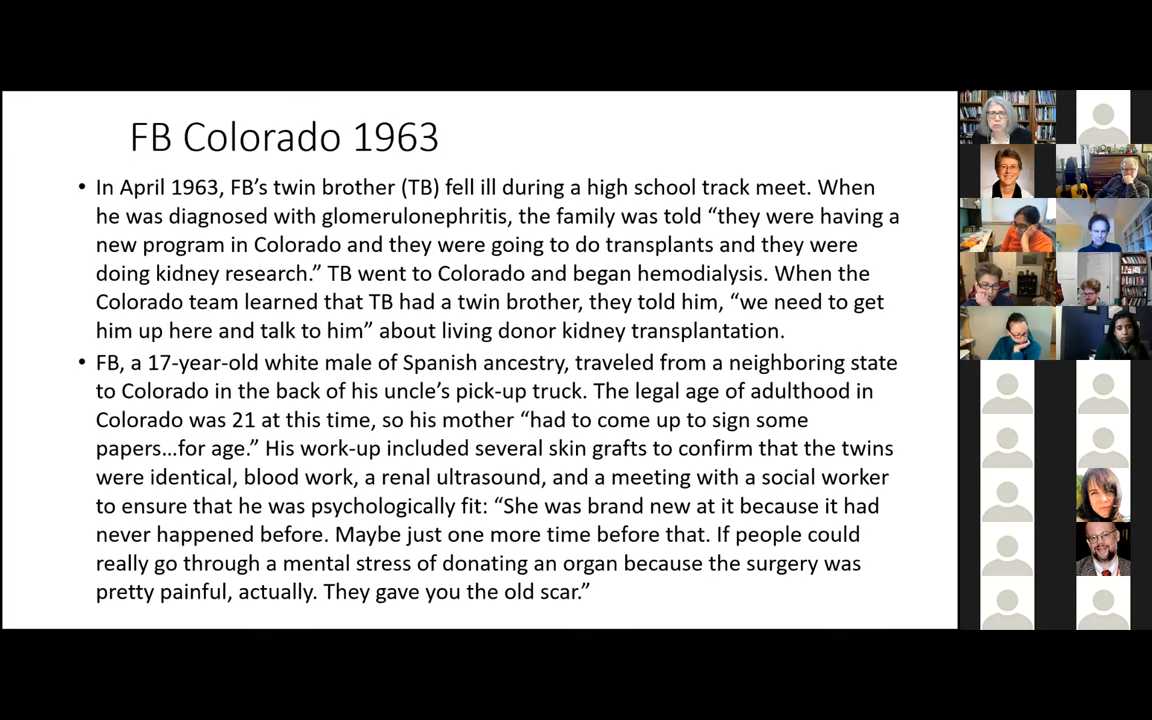 FB Colorado 1963
• In April 1963, FB’s twin brother (TB) fell ill during a high school track meet. When
he was diagnosed with glomerulonephritis, the family was told “they were having a
new program in Colorado and they were going to do transplants and they were
doing kidney research.” TB went to Colorado and began hemodialysis. When the
Colorado team learned that TB had a twin brother, they told him, “we need to get
him up here and talk to him” about living donor kidney transplantation.
• FB, a 17-year-old white male of Spanish ancestry, traveled from a neighboring state
to Colorado in the back of his uncle’s pick-up truck. The legal age of adulthood in
Colorado was 21 at this time, so his mother “had to come up to sign some
papers…for age.” His work-up included several skin grafts to confirm that the twins
were identical, blood work, a renal ultrasound, and a meeting with a social worker
to ensure that he was psychologically fit: “She was brand new at it because it had
never happened before. Maybe just one more time before that. If people could
really go through a mental stress of donating an organ because the surgery was
pretty painful, actually. They gave you the old scar.”